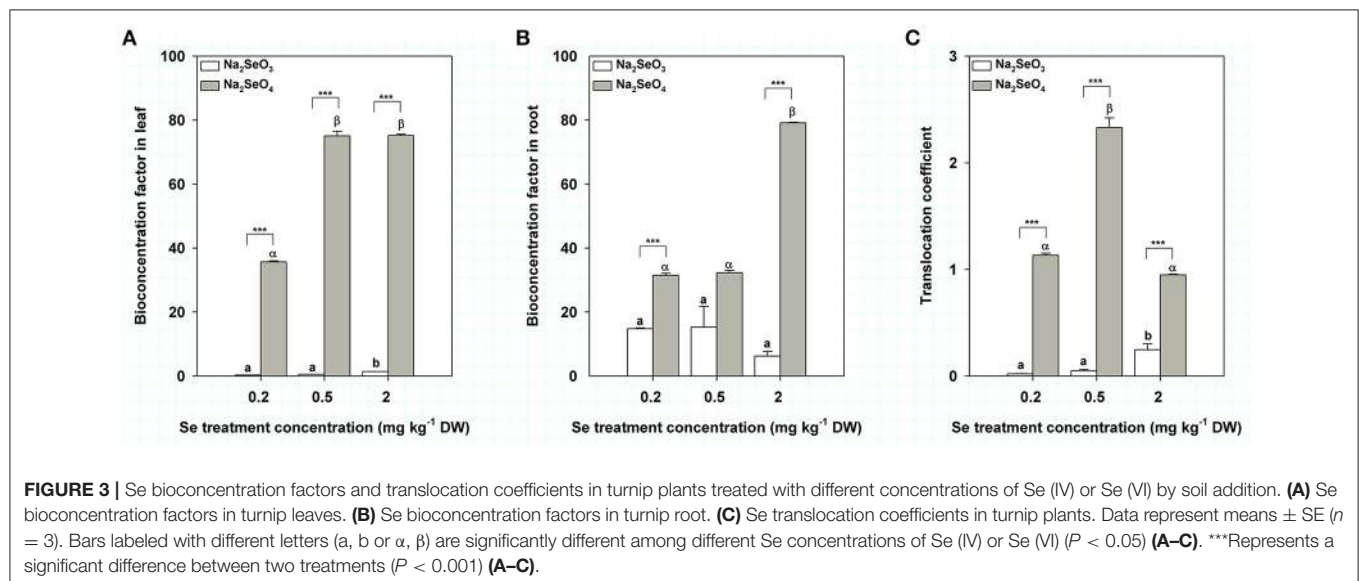 A
B
C
100
80
60
40
20
0
Bioconcentration factor in leaf
Na₂SeO₃
Na₂SeO₄
***
***
***
a
α
a
β
b
β
0.2
0.5
2
Se treatment concentration (mg kg⁻¹ DW)
100
80
60
40
20
0
Bioconcentration factor in root
Na₂SeO₃
Na₂SeO₄
***
***
a
α
a
α
a
β
0.2
0.5
2
Se treatment concentration (mg kg⁻¹ DW)
3
2
1
0
Translocation coefficient
Na₂SeO₃
Na₂SeO₄
***
***
***
a
α
a
β
b
α
0.2
0.5
2
Se treatment concentration (mg kg⁻¹ DW)
FIGURE 3 | Se bioconcentration factors and translocation coefficients in turnip plants treated with different concentrations of Se (IV) or Se (VI) by soil addition. (A) Se
bioconcentration factors in turnip leaves. (B) Se bioconcentration factors in turnip root. (C) Se translocation coefficients in turnip plants. Data represent means ± SE (n
= 3). Bars labeled with different letters (a, b or α, β) are significantly different among different Se concentrations of Se (IV) or Se (VI) (P < 0.05) (A–C). ***Represents a
significant difference between two treatments (P < 0.001) (A–C).